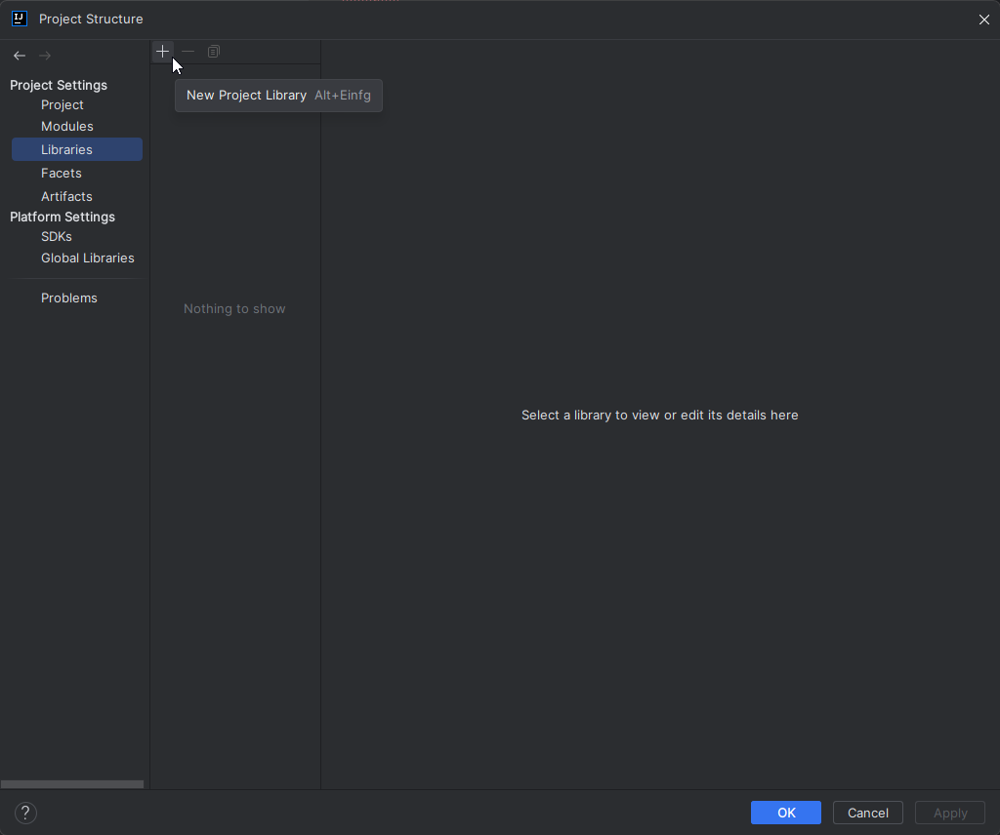 Project Structure
Project Settings
Project
Modules
Libraries
Facets
Artifacts
Platform Settings
SDKs
Global Libraries
Problems
New Project Library Alt+Einfg
Nothing to show
Select a library to view or edit its details here
?
OK
Cancel
Apply